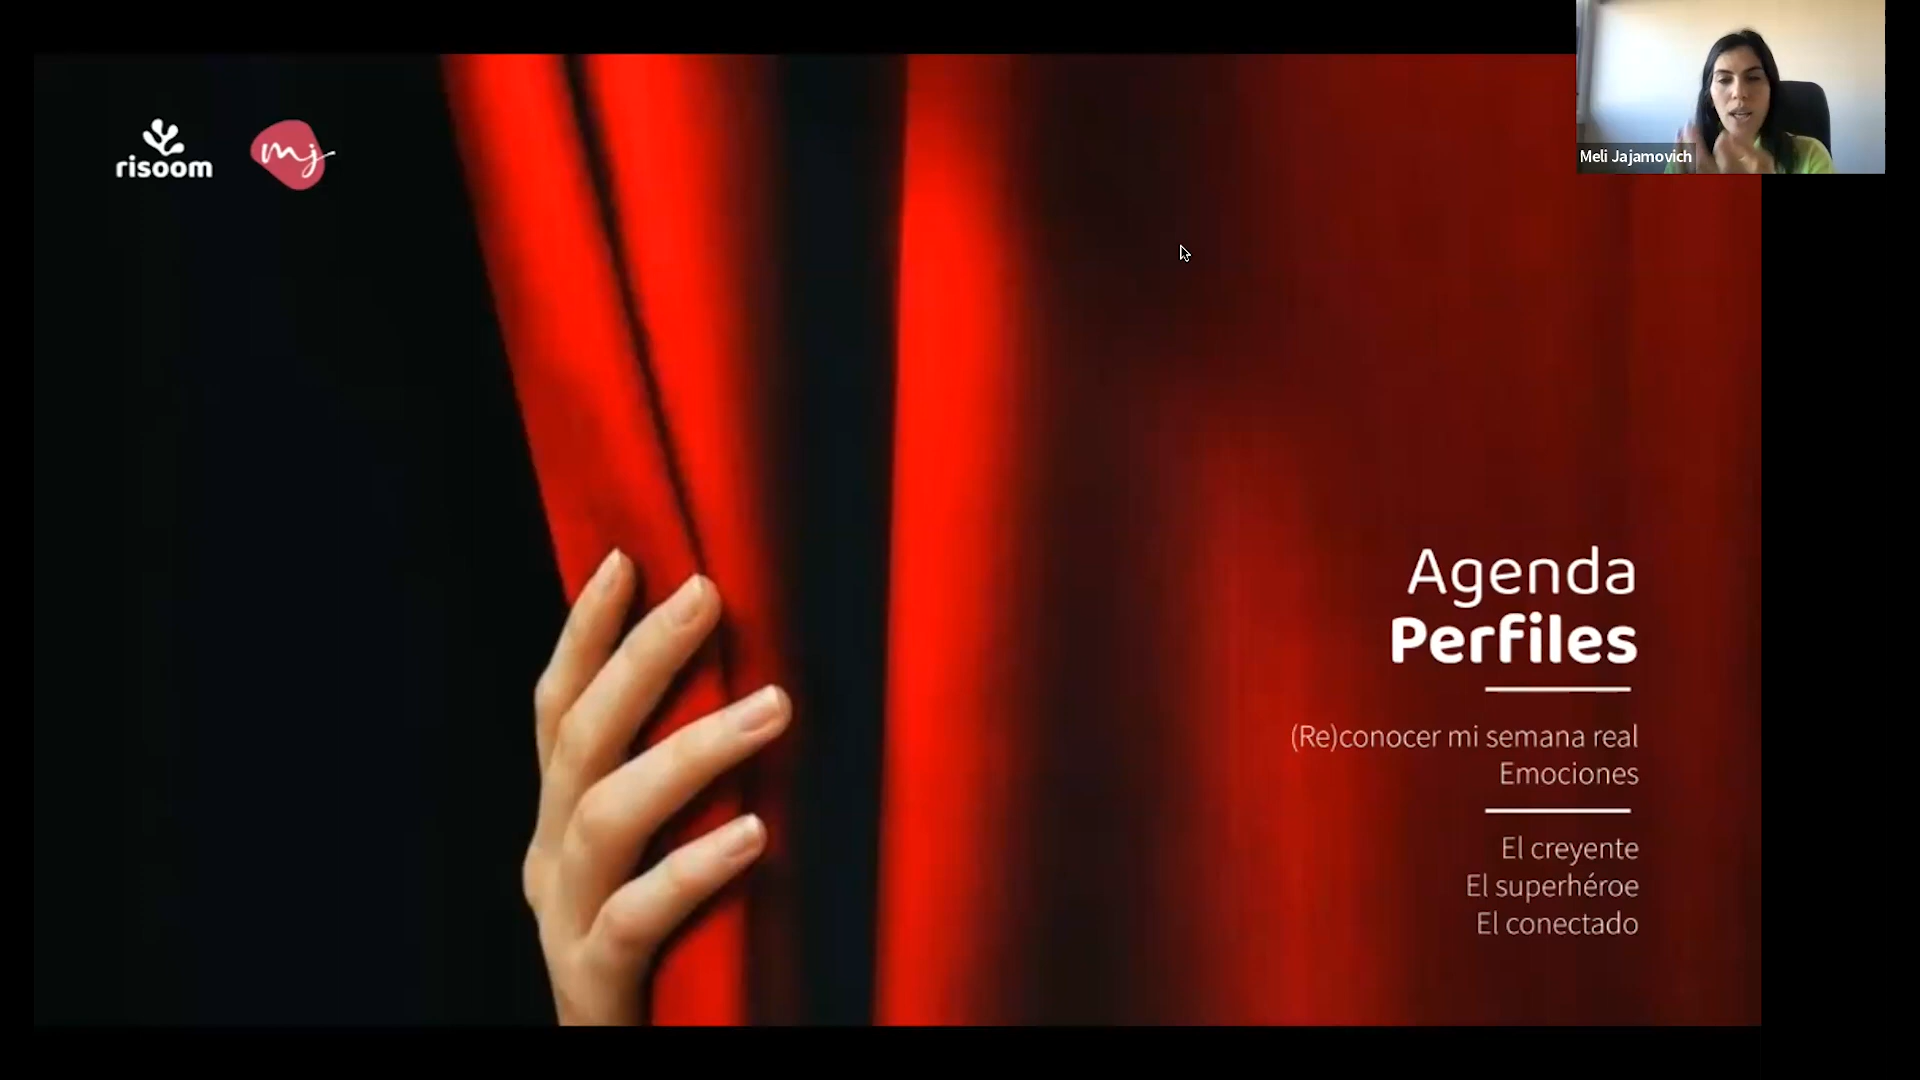 risoom
mj
Meli Jajamovich
Agenda
Perfiles
(Re)conocer mi semana real
Emociones
El creyente
El superhéroe
El conectado